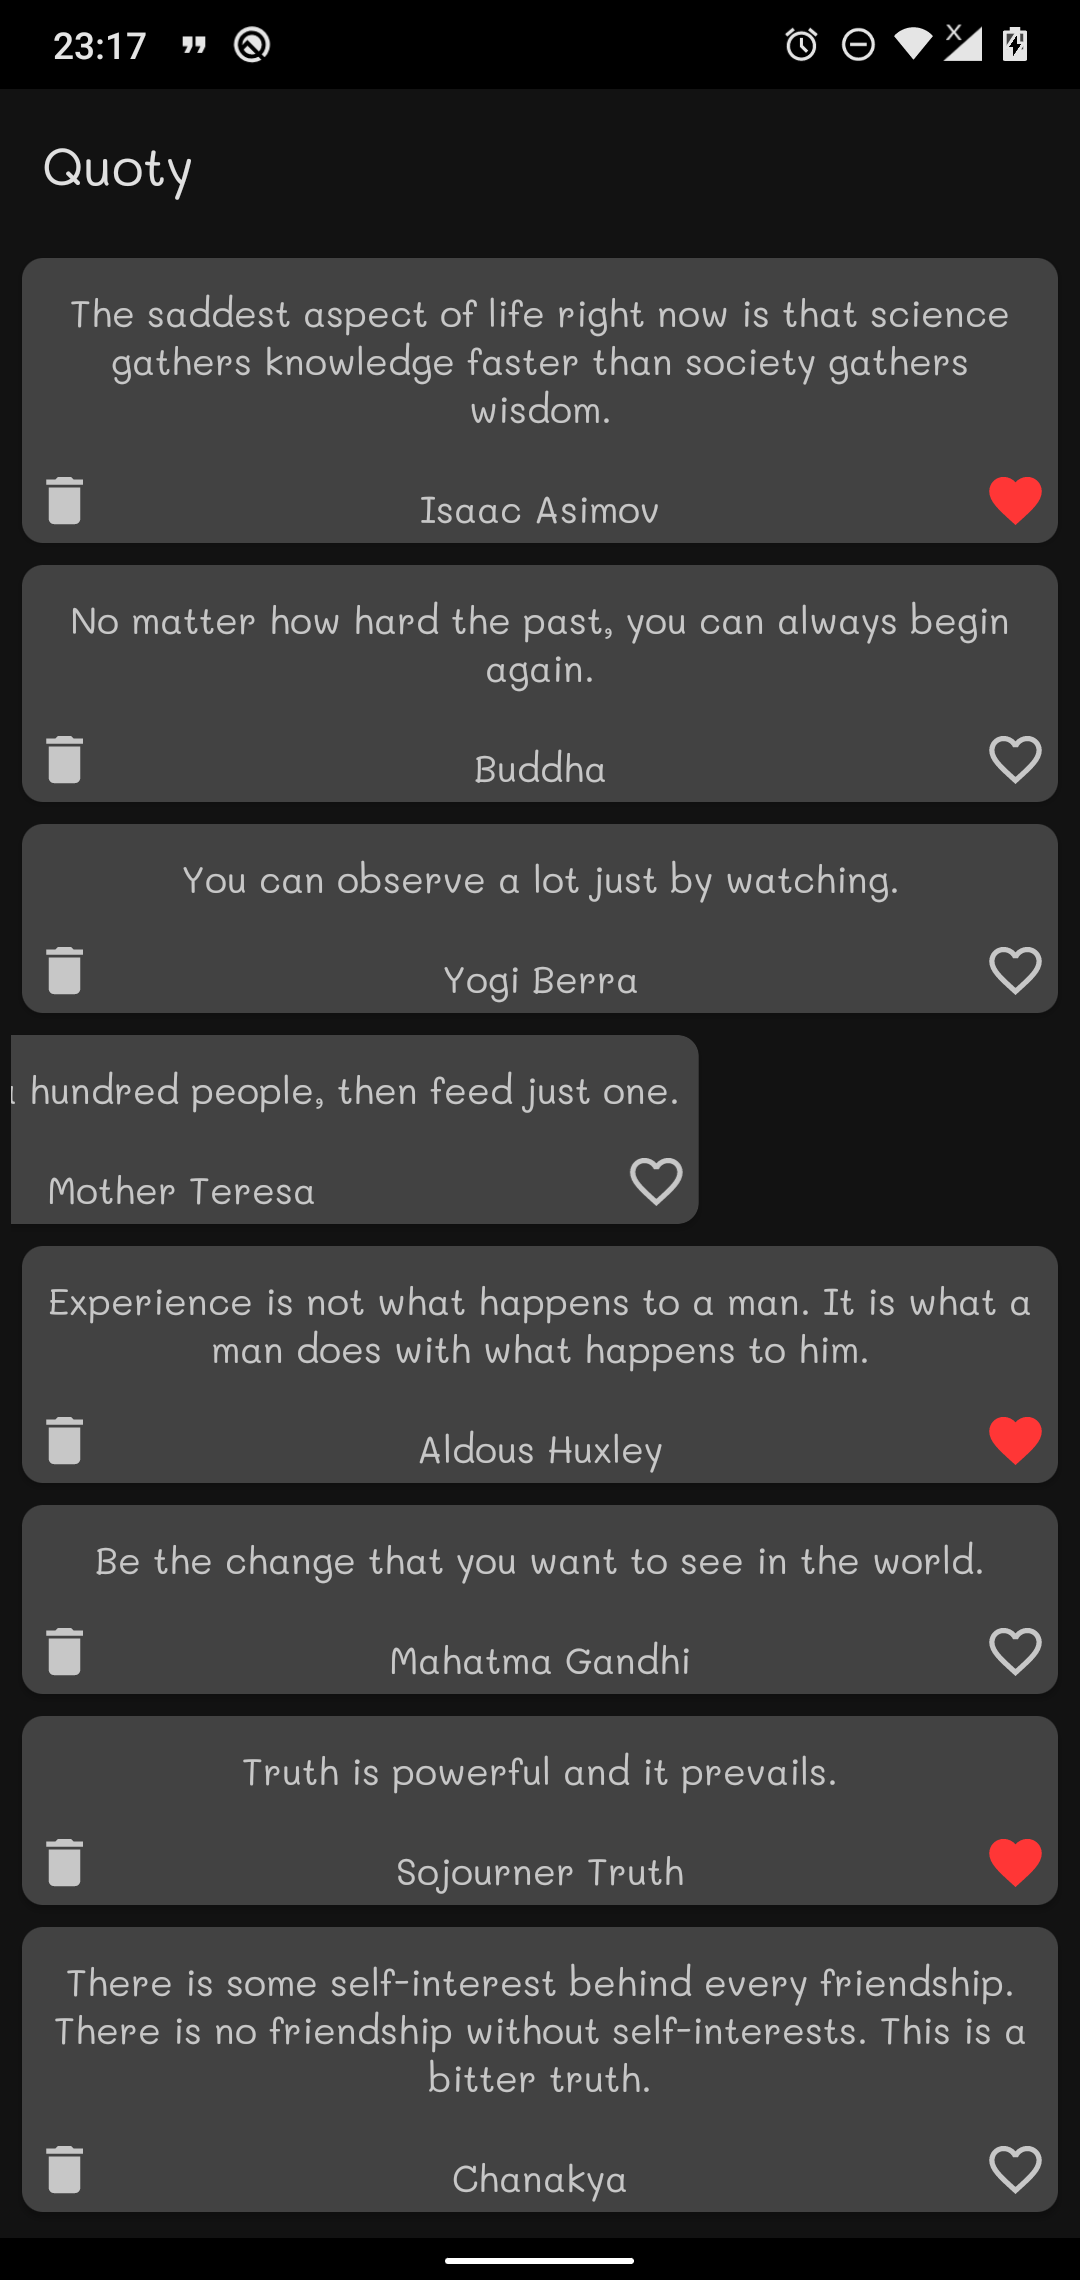 23:17
Quoty
The saddest aspect of life right now is that science
gathers knowledge faster than society gathers
wisdom.
Isaac Asimov
No matter how hard the past, you can always begin
again.
Buddha
You can observe a lot just by watching.
Yogi Berra
hundred people, then feed just one.
Mother Teresa
Experience is not what happens to a man. It is what a
man does with what happens to him.
Aldous Huxley
Be the change that you want to see in the world.
Mahatma Gandhi
Truth is powerful and it prevails.
Sojourner Truth
There is some self-interest behind every friendship.
There is no friendship without self-interests. This is a
bitter truth.
Chanakya